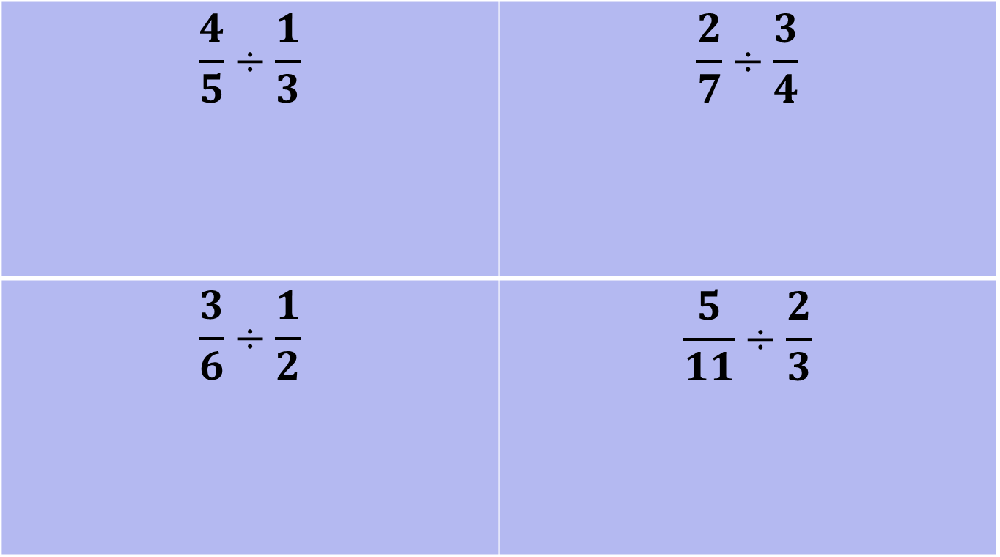 4/5 ÷ 1/3
2/7 ÷ 3/4
3/6 ÷ 1/2
5/11 ÷ 2/3